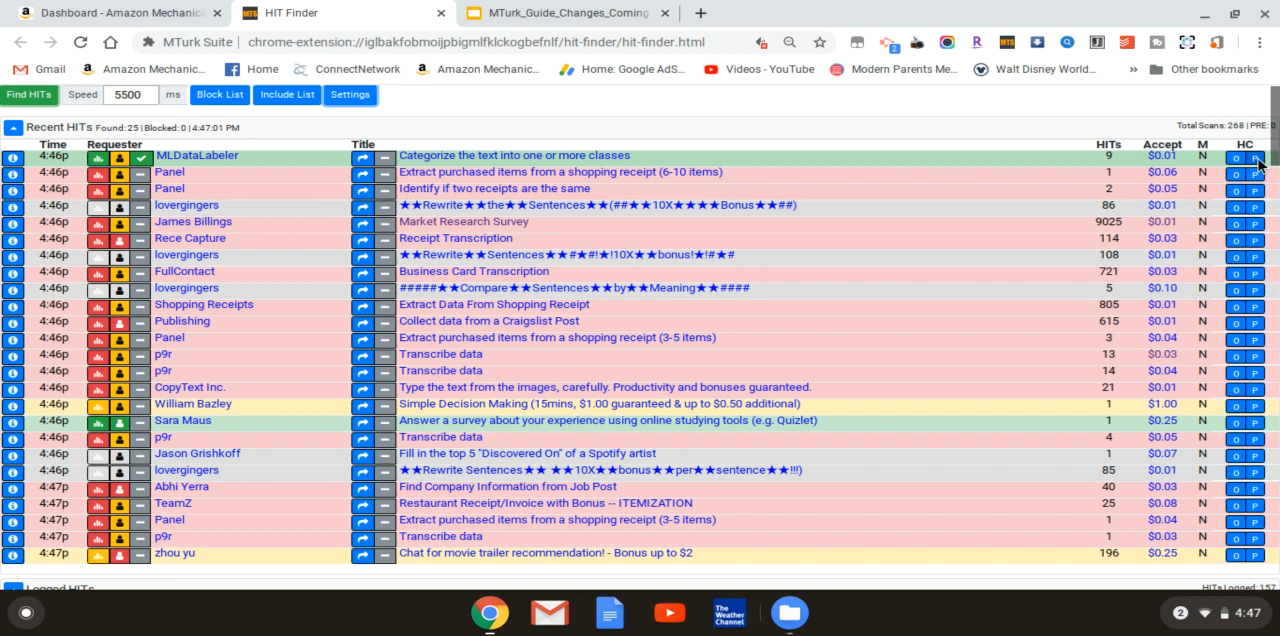 Dashboard - Amazon Mechanic HIT Finder MTurk_Guide_Changes_Coming
MTurk Suite | chrome-extension://iglbakfobmoijpbigmlfklckogbefnlf/hit-finder/hit-finder.html
Gmail Amazon Mechanic... Home ConnectNetwork Amazon Mechanic... Home: Google AdS... Videos - YouTube Modern Parents Me... Walt Disney World... » Other bookmarks
Find HITs Speed 5500 ms Block List Include List Settings
Recent HITs Found: 25 | Blocked: 0 | 4:47:01 PM Total Scans: 268 | PRE: 0
Time Requester Title HITs Accept M HC
4:46p MLDataLabeler Categorize the text into one or more classes 9 $0.01 N O P
4:46p Panel Extract purchased items from a shopping receipt (6-10 items) 1 $0.06 N O P
4:46p Panel Identify if two receipts are the same 2 $0.05 N O P
4:46p lovergingers ★★Rewrite★★the★★Sentences★★(##★★10X★★★★Bonus★★##) 86 $0.01 N O P
4:46p James Billings Market Research Survey 9025 $0.01 N O P
4:46p Rece Capture Receipt Transcription 114 $0.03 N O P
4:46p lovergingers ★★Rewrite★★Sentences★★#★#!★!10X★★bonus!★!#★# 108 $0.01 N O P
4:46p FullContact Business Card Transcription 721 $0.03 N O P
4:46p lovergingers #####★★Compare★★Sentences★★by★★Meaning★★#### 5 $0.10 N O P
4:46p Shopping Receipts Extract Data From Shopping Receipt 805 $0.01 N O P
4:46p Publishing Collect data from a Craigslist Post 615 $0.01 N O P
4:46p Panel Extract purchased items from a shopping receipt (3-5 items) 3 $0.04 N O P
4:46p p9r Transcribe data 13 $0.03 N O P
4:46p p9r Transcribe data 14 $0.04 N O P
4:46p CopyText Inc. Type the text from the images, carefully. Productivity and bonuses guaranteed. 21 $0.01 N O P
4:46p William Bazley Simple Decision Making (15mins, $1.00 guaranteed & up to $0.50 additional) 1 $1.00 N O P
4:46p Sara Maus Answer a survey about your experience using online studying tools (e.g. Quizlet) 1 $0.25 N O P
4:46p p9r Transcribe data 4 $0.05 N O P
4:46p Jason Grishkoff Fill in the top 5 "Discovered On" of a Spotify artist 1 $0.07 N O P
4:46p lovergingers ★★Rewrite Sentences★★ ★★10X★★bonus★★per★★sentence★★!!!) 85 $0.01 N O P
4:47p Abhi Yerra Find Company Information from Job Post 40 $0.03 N O P
4:47p TeamZ Restaurant Receipt/Invoice with Bonus -- ITEMIZATION 25 $0.08 N O P
4:47p Panel Extract purchased items from a shopping receipt (3-5 items) 1 $0.04 N O P
4:47p p9r Transcribe data 1 $0.03 N O P
4:47p zhou yu Chat for movie trailer recommendation! - Bonus up to $2 196 $0.25 N O P
Logged HITs HITs Logged: 157
The Weather Channel 2 4:47